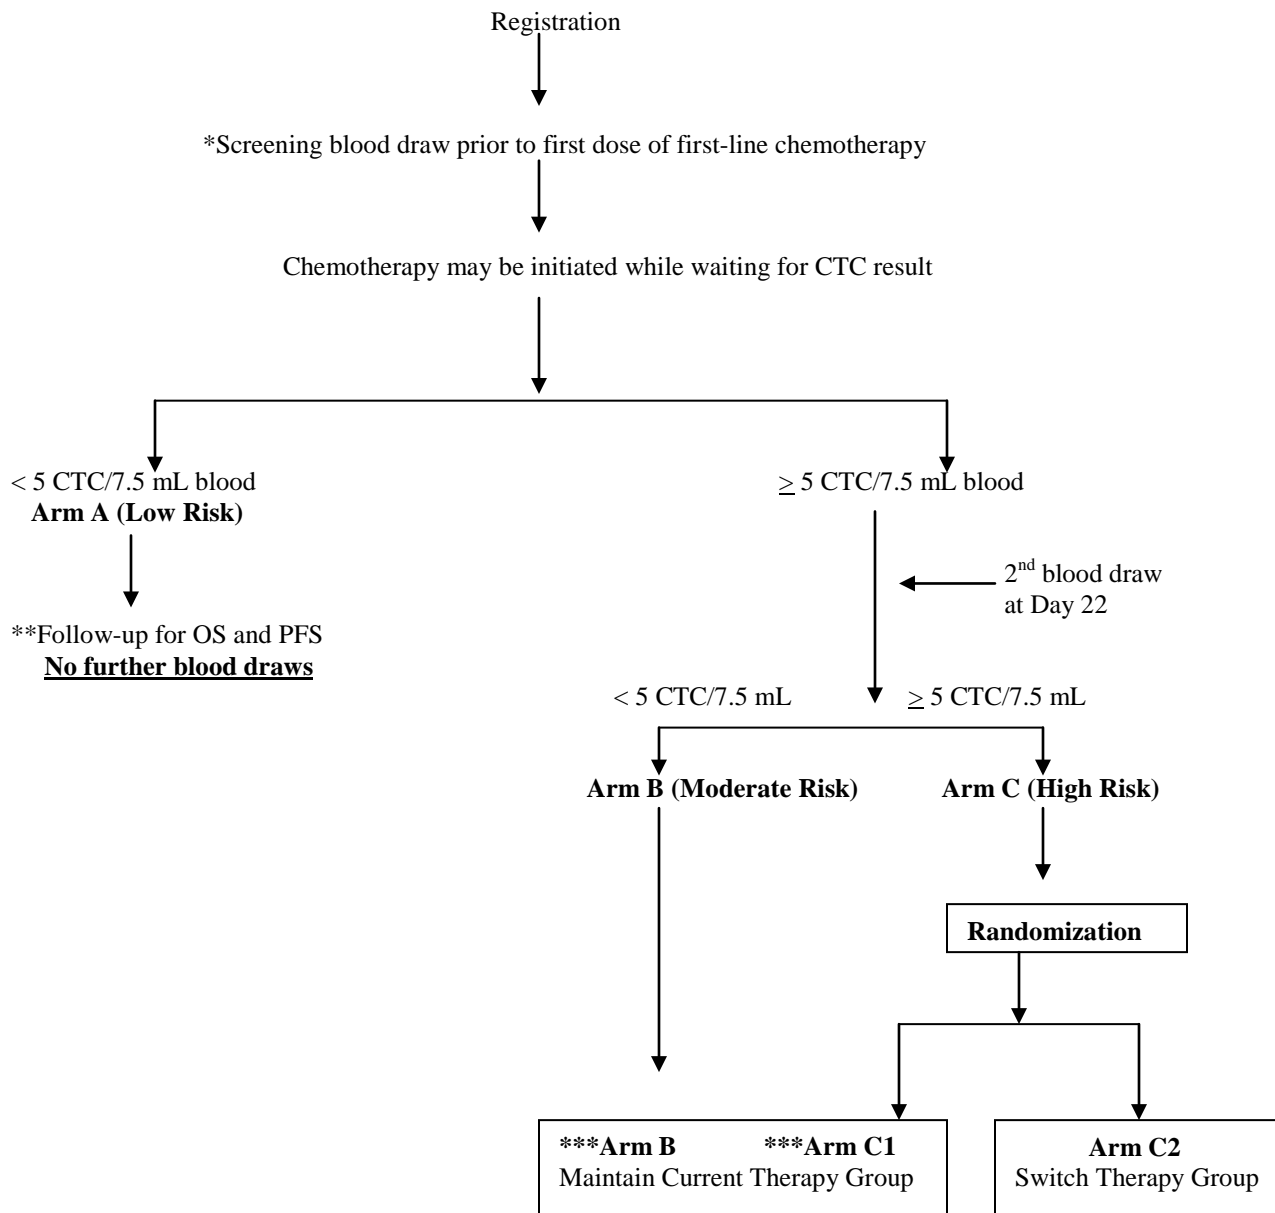 Registration
*Screening blood draw prior to first dose of first-line chemotherapy
Chemotherapy may be initiated while waiting for CTC result
< 5 CTC/7.5 mL blood
Arm A (Low Risk)
**Follow-up for OS and PFS
No further blood draws
≥ 5 CTC/7.5 mL blood
2nd blood draw
at Day 22
< 5 CTC/7.5 mL
≥ 5 CTC/7.5 mL
Arm B (Moderate Risk)
Arm C (High Risk)
Randomization
***Arm B ***Arm C1
Maintain Current Therapy Group
Arm C2
Switch Therapy Group